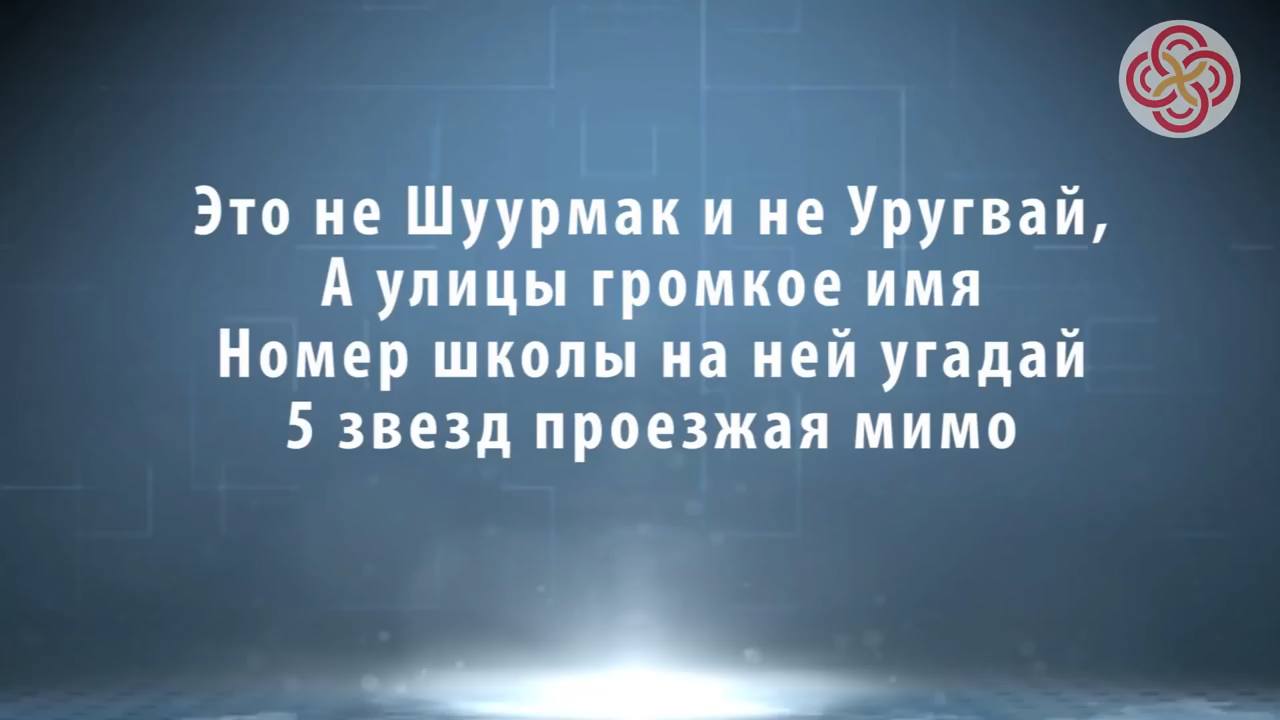 Это не Шуурмак и не Уругвай,
А улицы громкое имя
Номер школы на ней угадай
5 звезд проезжая мимо